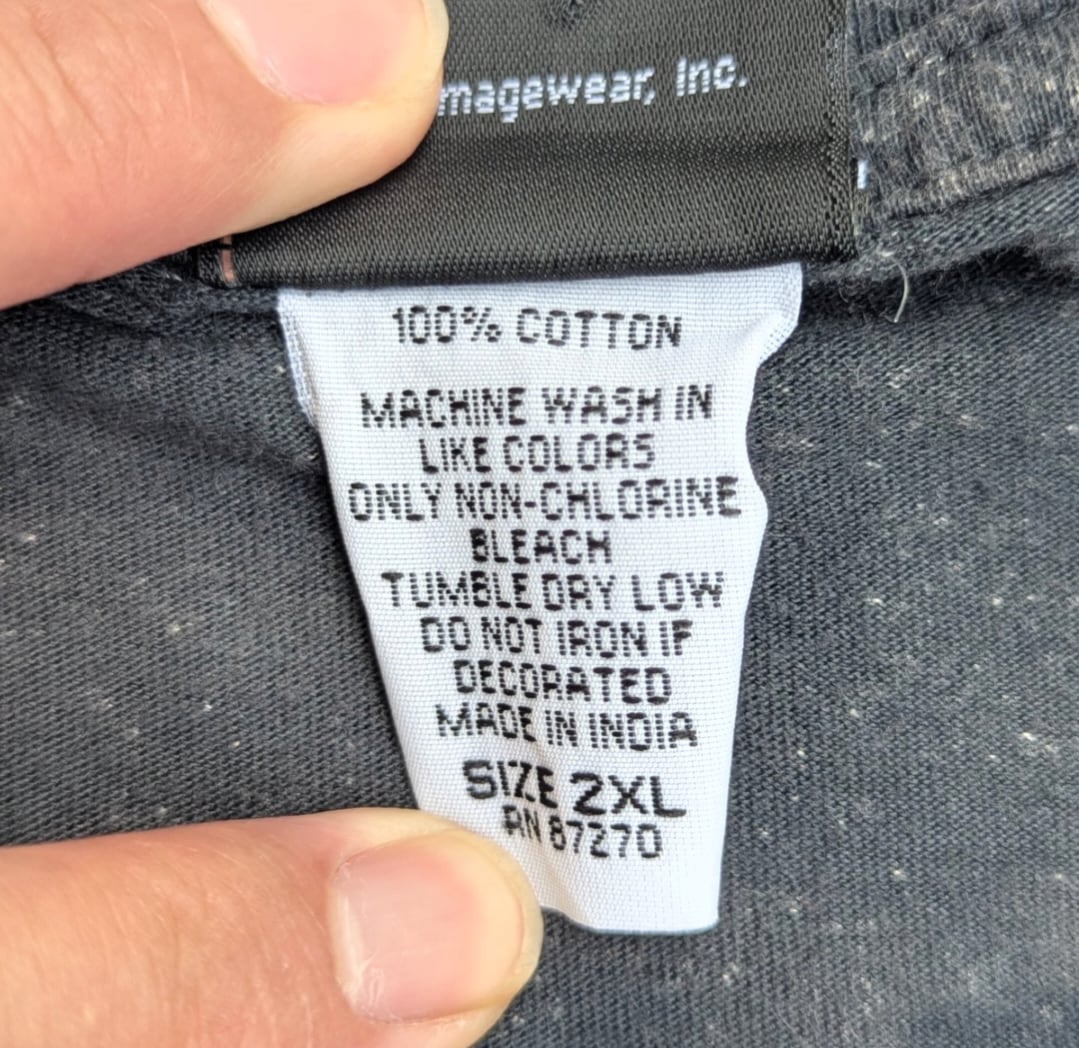 magewear, Inc.
100% COTTON
MACHINE WASH IN
LIKE COLORS
ONLY NON-CHLORINE
BLEACH
TUMBLE DRY LOW
DO NOT IRON IF
DECORATED
MADE IN INDIA
SIZE 2XL
RN 87270